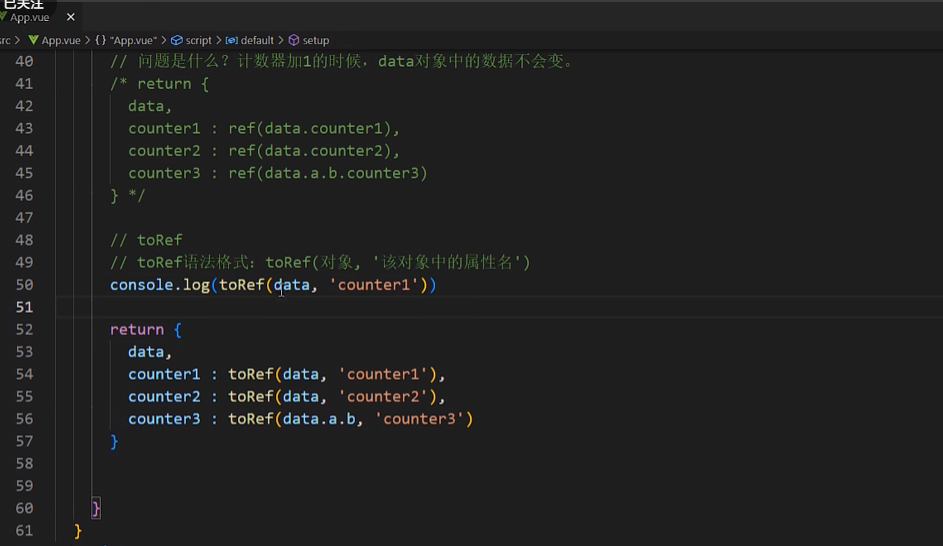 已关注
App.vue ×
src > App.vue > {} "App.vue" > script > default > setup
40 // 问题是什么？计数器加1的时候，data对象中的数据不会变。
41 /* return {
42 data,
43 counter1 : ref(data.counter1),
44 counter2 : ref(data.counter2),
45 counter3 : ref(data.a.b.counter3)
46 } */
47
48 // toRef
49 // toRef语法格式：toRef(对象, '该对象中的属性名')
50 console.log(toRef(data, 'counter1'))
51
52 return {
53 data,
54 counter1 : toRef(data, 'counter1'),
55 counter2 : toRef(data, 'counter2'),
56 counter3 : toRef(data.a.b, 'counter3')
57 }
58
59
60 }
61 }